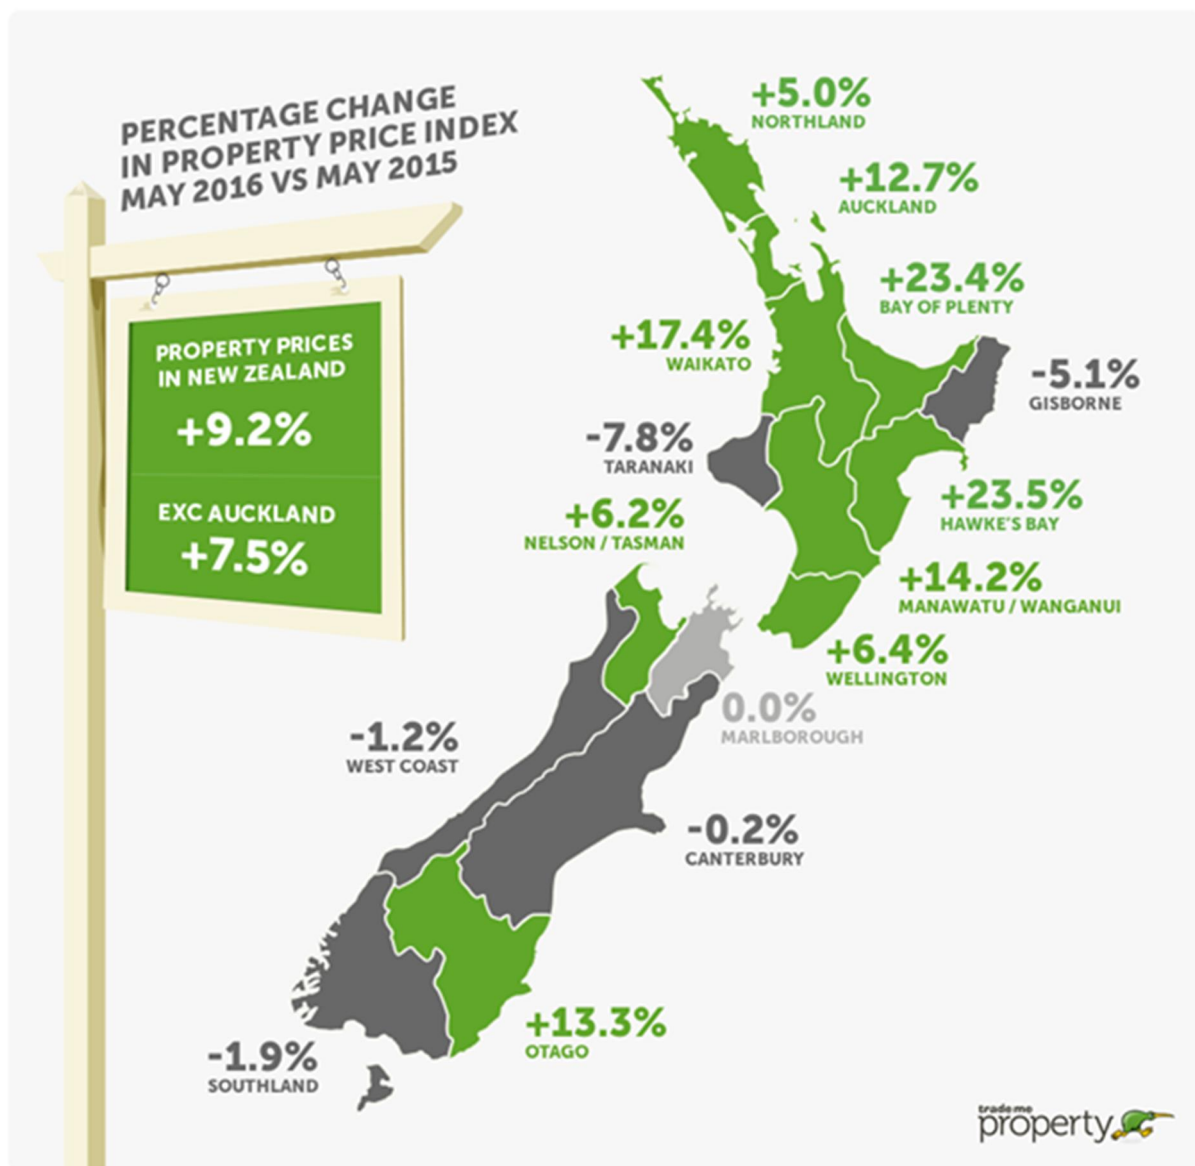 PERCENTAGE CHANGE
IN PROPERTY PRICE INDEX
MAY 2016 VS MAY 2015
PROPERTY PRICES
IN NEW ZEALAND
+9.2%
EXC AUCKLAND
+7.5%
+5.0%
NORTHLAND
+12.7%
AUCKLAND
+23.4%
BAY OF PLENTY
+17.4%
WAIKATO
-5.1%
GISBORNE
-7.8%
TARANAKI
+23.5%
HAWKE'S BAY
+6.2%
NELSON / TASMAN
+14.2%
MANAWATU / WANGANUI
+6.4%
WELLINGTON
0.0%
MARLBOROUGH
-1.2%
WEST COAST
-0.2%
CANTERBURY
+13.3%
OTAGO
-1.9%
SOUTHLAND
trade me
property